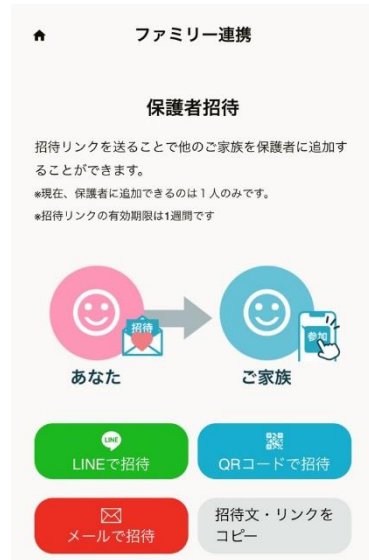 ファミリー連携
保護者招待
招待リンクを送ることで他のご家族を保護者に追加す
ることができます。
※現在、保護者に追加できるのは１人のみです。
※招待リンクの有効期限は1週間です
招待
参加
あなた
ご家族
LINE
LINEで招待
QRコードで招待
メールで招待
招待文・リンクを
コピー